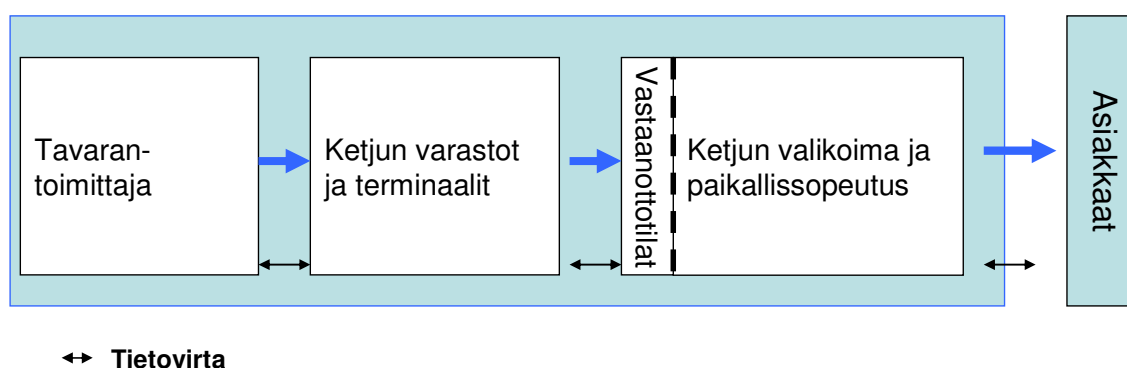 Tavaran-
toimittaja
Ketjun varastot
ja terminaalit
Vastaanottotilat
Ketjun valikoima ja
paikallissopeutus
Asiakkaat
Tietovirta